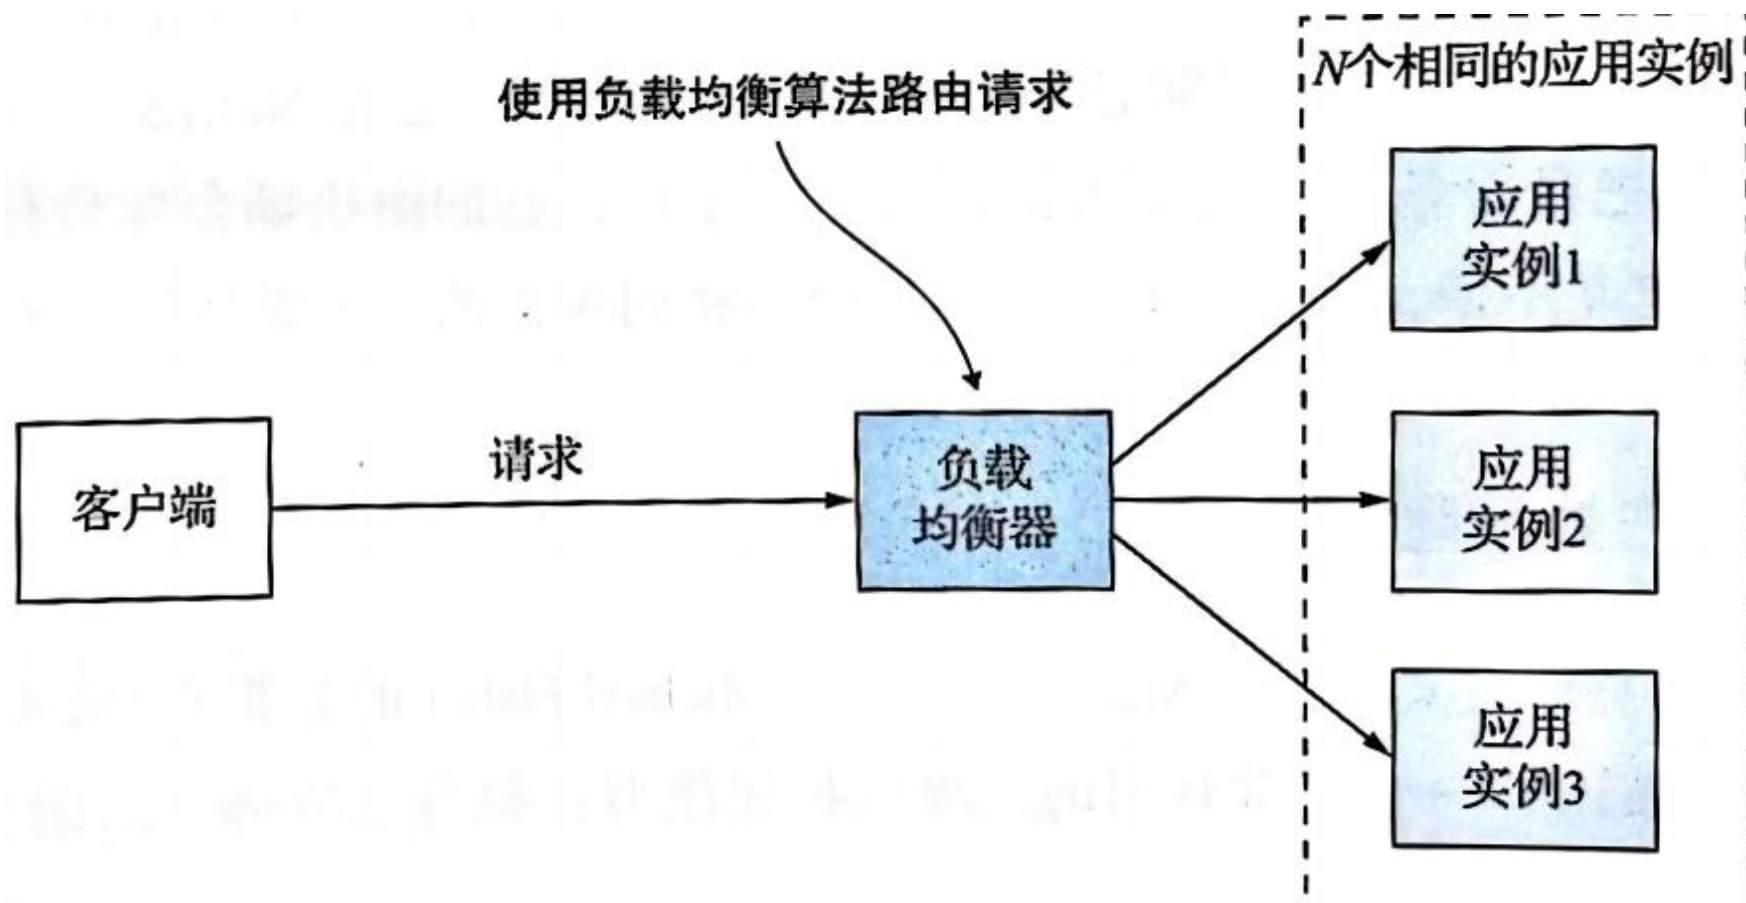 使用负载均衡算法路由请求
N个相同的应用实例
应用
实例1
客户端
请求
负载
均衡器
应用
实例2
应用
实例3